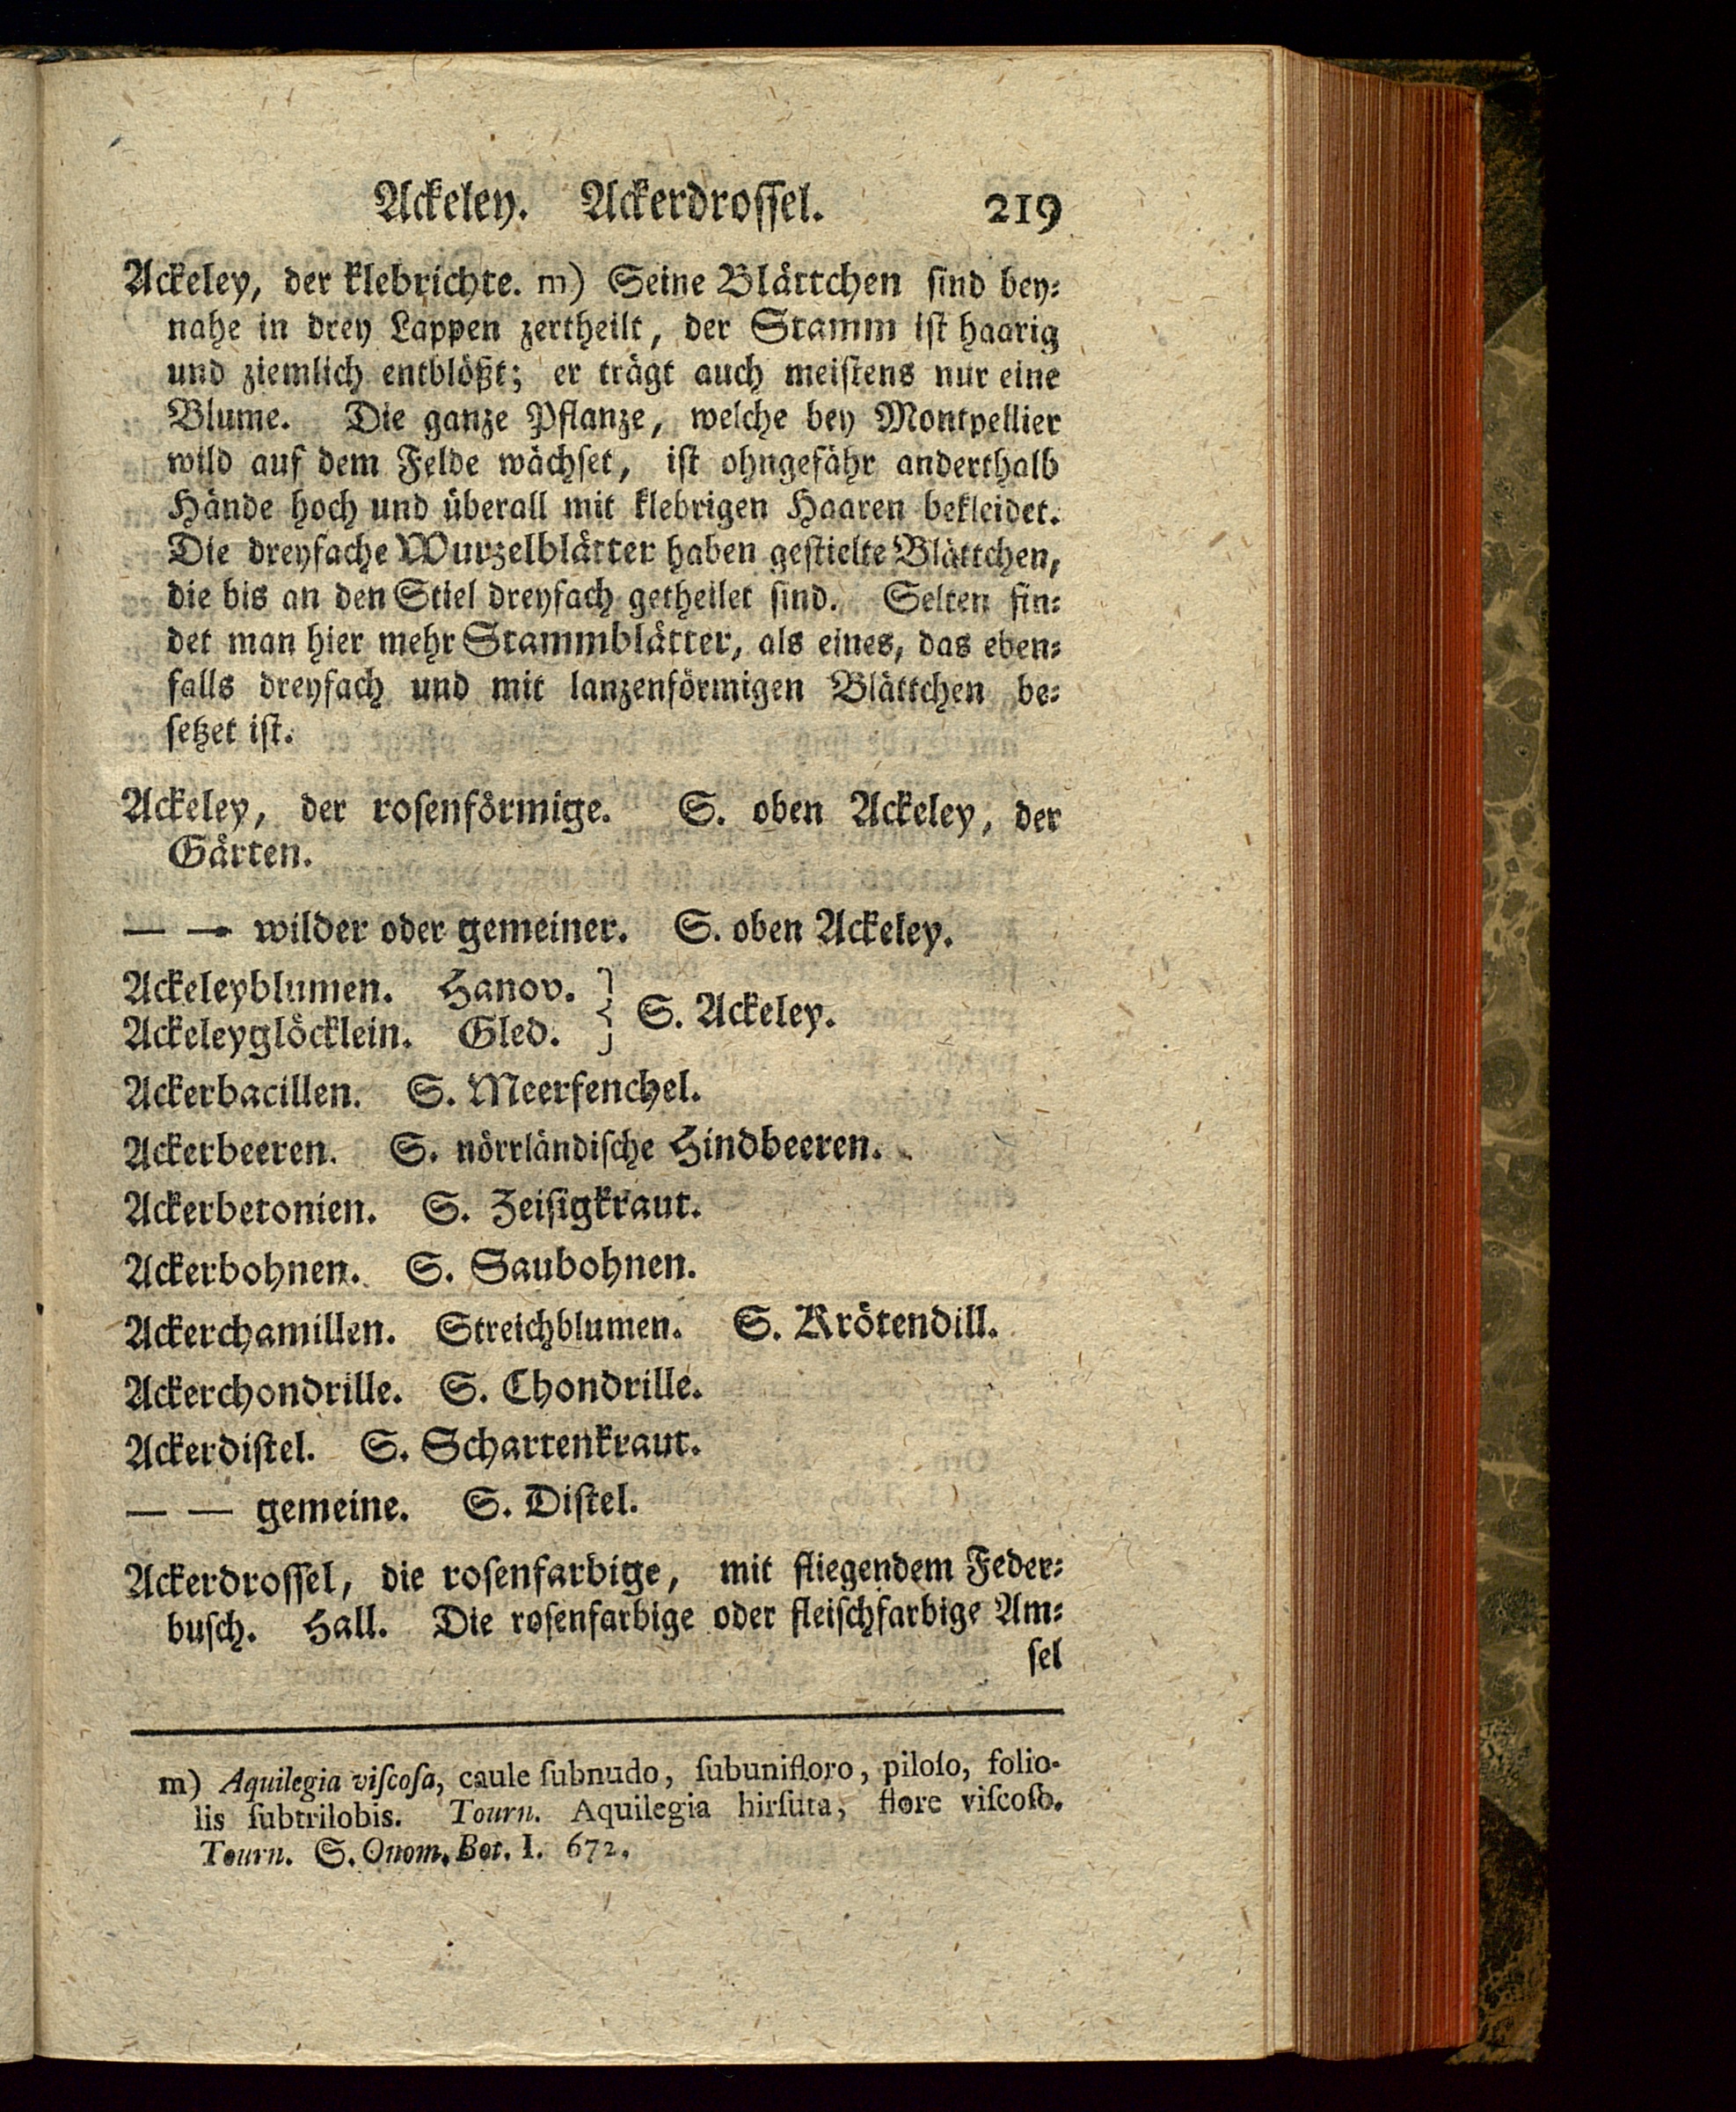 Ackeley. Ackerdroſſel. 219
Ackeley, der klebrichte. m) Seine Blättchen ſind bey⸗
nahe in drey Lappen zertheilt, der Stamm iſt haarig
und ziemlich entblößt; er trägt auch meiſtens nur eine
Blume. Die ganze Pflanze, welche bey Montpellier
wild auf dem Felde wächſet, iſt ohngefähr anderthalb
Hände hoch und überall mit klebrigen Haaren bekleidet.
Die dreyfache Wurzelblätter haben geſtielte Blättchen,
die bis an den Stiel dreyfach getheilet ſind. Selten fin⸗
det man hier mehr Stammblätter, als eines, das eben⸗
falls dreyfach und mit lanzenförmigen Blättchen be⸗
ſetzet iſt.
Ackeley, der roſenförmige. S. oben Ackeley, der
Gärten.
— — wilder oder gemeiner. S. oben Ackeley.
Ackeleyblumen. Hanov.
Ackeleyglöcklein. Gled. } S. Ackeley.
Ackerbacillen. S. Meerfenchel.
Ackerbeeren. S. nörrländiſche Hindbeeren.
Ackerbetonien. S. Zeiſigkraut.
Ackerbohnen. S. Saubohnen.
Ackerchamillen. Streichblumen. S. Krötendill.
Ackerchondrille. S. Chondrille.
Ackerdiſtel. S. Schartenkraut.
— — gemeine. S. Diſtel.
Ackerdroſſel, die roſenfarbige, mit fliegendem Feder⸗
buſch. Hall. Die roſenfarbige oder fleiſchfarbige Am⸗
ſel
m) Aquilegia viſcoſa, caule ſubnudo, ſubunifloro, piloſo, folio-
lis ſubtrilobis. Tourn. Aquilegia hirſuta, flore viſcoſo.
Tourn. S. Onom. Bot. I. 672.